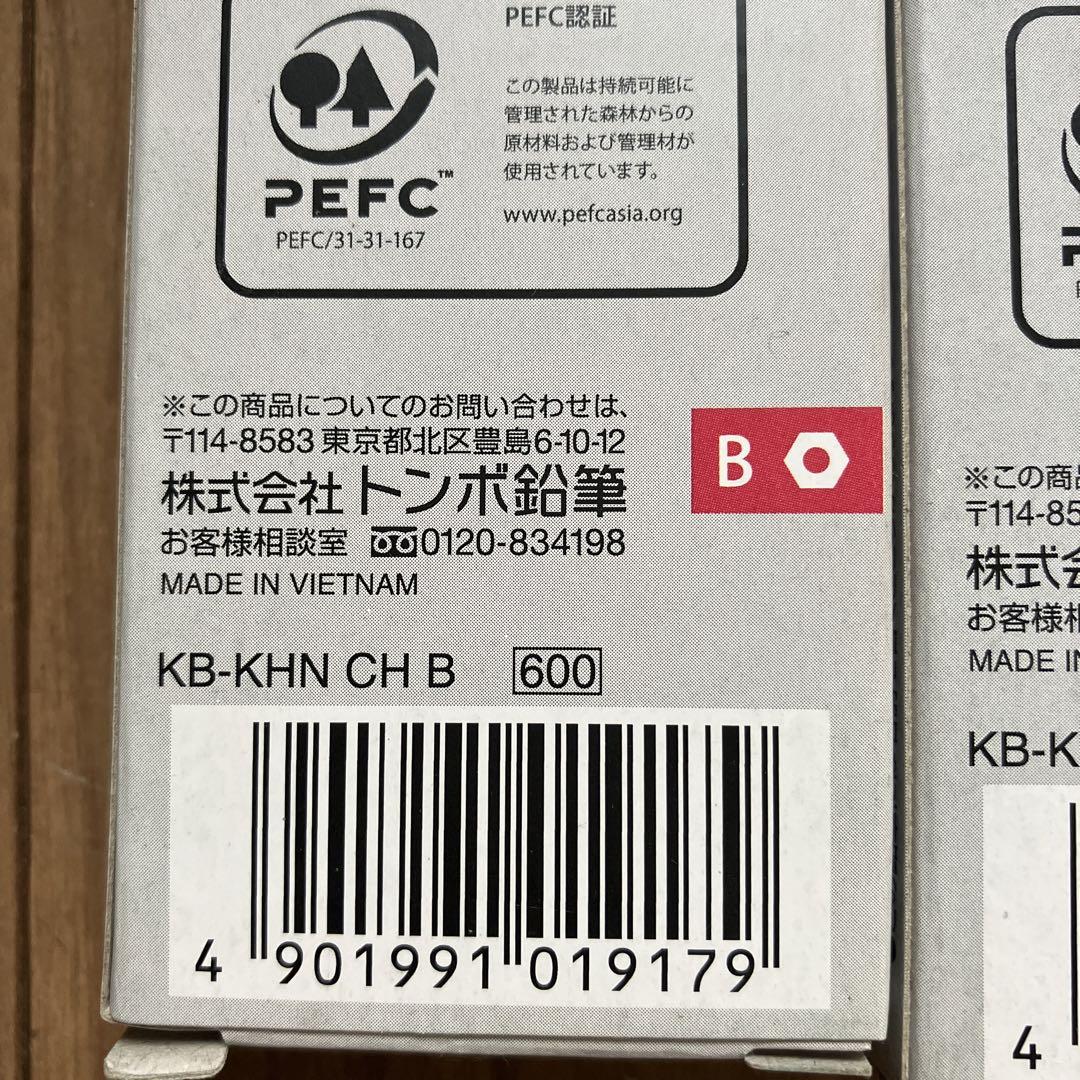 PEFC認証
この製品は持続可能に
管理された森林からの
原材料および管理材が
使用されています。
www.pefcasia.org
PEFC™
PEFC/31-31-167
※この商品についてのお問い合わせは、
〒114-8583 東京都北区豊島6-10-12
株式会社トンボ鉛筆
お客様相談室 0120-834198
MADE IN VIETNAM
B
KB-KHN CH B 600
4 901991 019179
※この商品
〒114-85
株式会
お客様相
MADE IN
KB-K
4